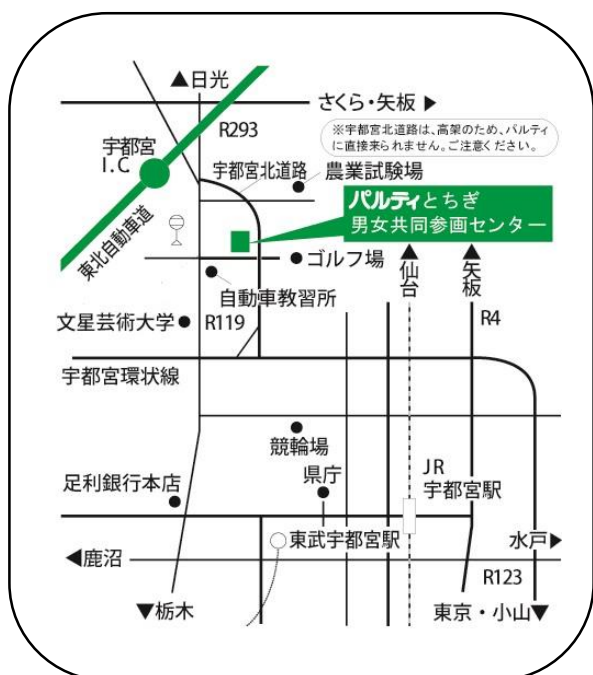 ▲日光
さくら・矢板 ▶
R293
※宇都宮北道路は、高架のため、パルティ
に直接来られません。ご注意ください。
宇都宮
I.C
宇都宮北道路
農業試験場
パルティとちぎ
男女共同参画センター
東北自動車道
ゴルフ場
▲仙台
▲矢板
自動車教習所
文星芸術大学
R119
R4
宇都宮環状線
競輪場
足利銀行本店
県庁
JR
宇都宮駅
東武宇都宮駅
水戸▶
◀鹿沼
R123
▼栃木
東京・小山▼